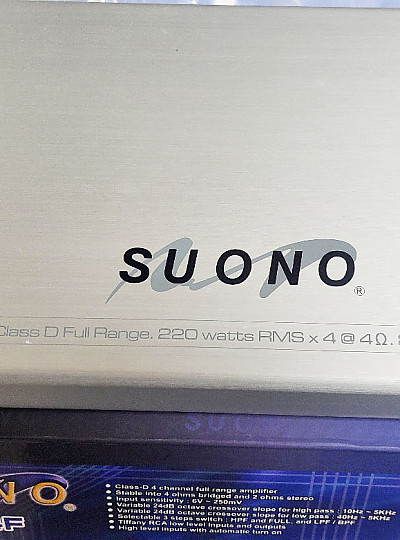 SUONO
®
Class D Full Range. 220 watts RMS x 4 @ 4Ω.
NO®
• Class-D 4 channel full range amplifier
• Stable into 4 ohms bridged and 2 ohms stereo
• Input sensitivity : 6V ~ 250mV
• Variable 24dB octave crossover slope for high pass : 10Hz ~ 5KHz
• Variable 24dB octave crossover slope for low pass : 40Hz ~ 5KHz
• Selectable 3 steps switch : HPF and FULL, and LPF / BPF
• Tiffany RCA low level inputs and outputs
• High level inputs with automatic turn on